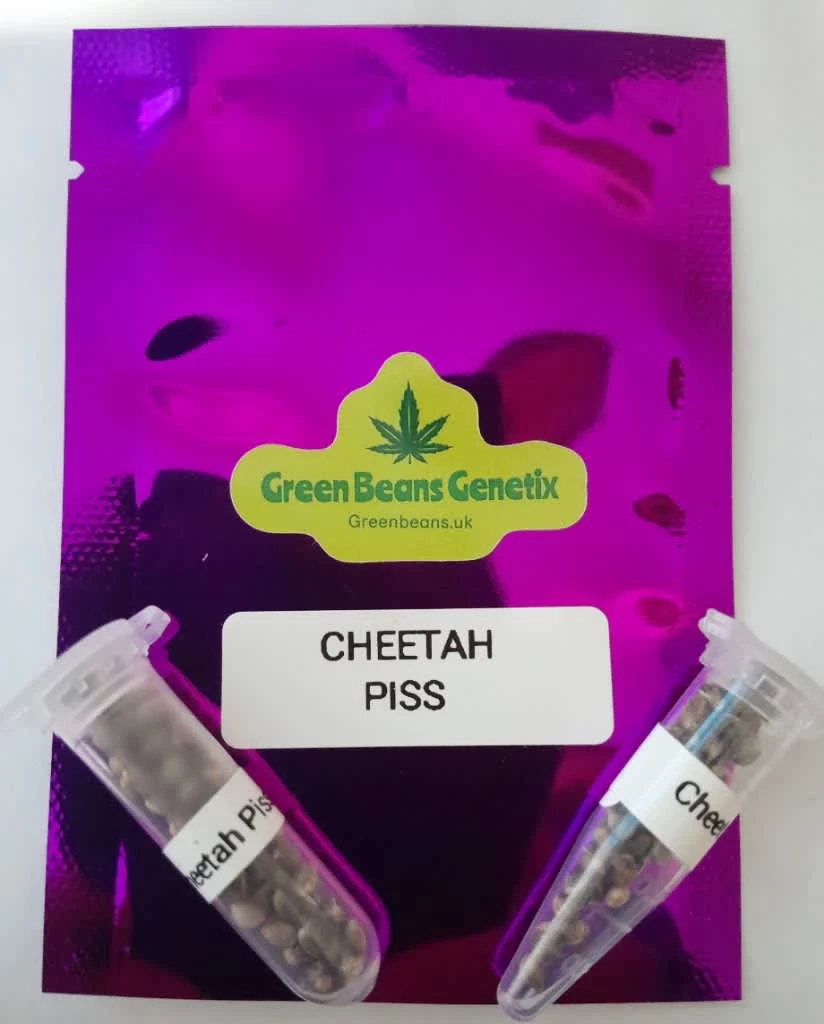 Green Beans Genetix
Greenbeans.uk
CHEETAH
PISS
eetah Pis
Chee